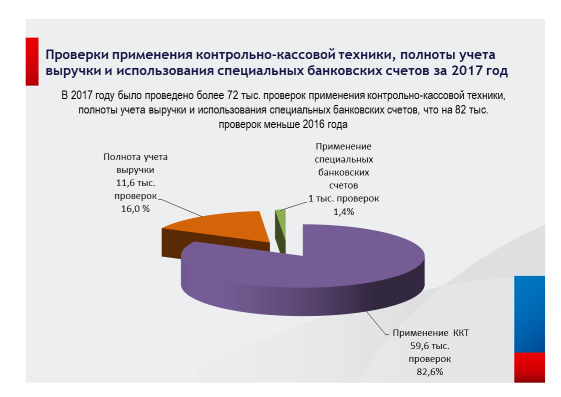 Проверки применения контрольно-кассовой техники, полноты учета
выручки и использования специальных банковских счетов за 2017 год
В 2017 году было проведено более 72 тыс. проверок применения контрольно-кассовой техники,
полноты учета выручки и использования специальных банковских счетов, что на 82 тыс.
проверок меньше 2016 года
Применение
специальных
банковских
счетов
1 тыс. проверок
1,4%
Полнота учета
выручки
11,6 тыс.
проверок
16,0 %
Применение ККТ
59,6 тыс.
проверок
82,6%